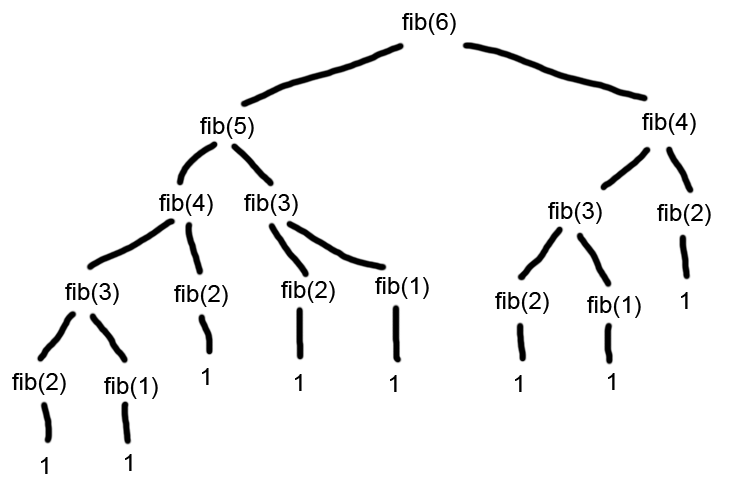 fib(6)
fib(5) fib(4)
fib(4) fib(3) fib(3) fib(2)
fib(3) fib(2) fib(2) fib(1) fib(2) fib(1) 1
fib(2) fib(1) 1 1 1 1 1
1 1